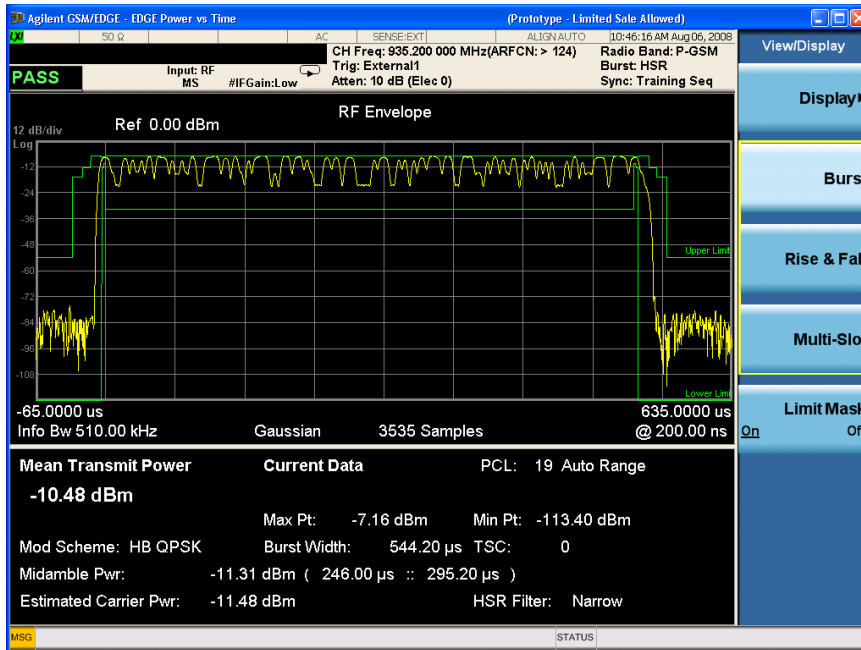 Agilent GSM/EDGE - EDGE Power vs Time (Prototype - Limited Sale Allowed)
LXI 50 Ω AC SENSE:EXT ALIGN AUTO 10:46:16 AM Aug 06, 2008
CH Freq: 935.200 000 MHz(ARFCN: > 124) Radio Band: P-GSM
Trig: External1 Burst: HSR
Atten: 10 dB (Elec 0) Sync: Training Seq
PASS
Input: RF
MS #IFGain:Low
View/Display
Display
Burs
Rise & Fal
Multi-Slo
Limit Mask
On Of
RF Envelope
12 dB/div Ref 0.00 dBm
Log
-12
-24
-36
-48
-60
-72
-84
-96
-108
Upper Limit
Lower Limi
-65.0000 us 635.0000 us
Info Bw 510.00 kHz Gaussian 3535 Samples @ 200.00 ns
Mean Transmit Power Current Data PCL: 19 Auto Range
-10.48 dBm
Max Pt: -7.16 dBm Min Pt: -113.40 dBm
Mod Scheme: HB QPSK Burst Width: 544.20 µs TSC: 0
Midamble Pwr: -11.31 dBm ( 246.00 µs :: 295.20 µs )
Estimated Carrier Pwr: -11.48 dBm HSR Filter: Narrow
MSG STATUS